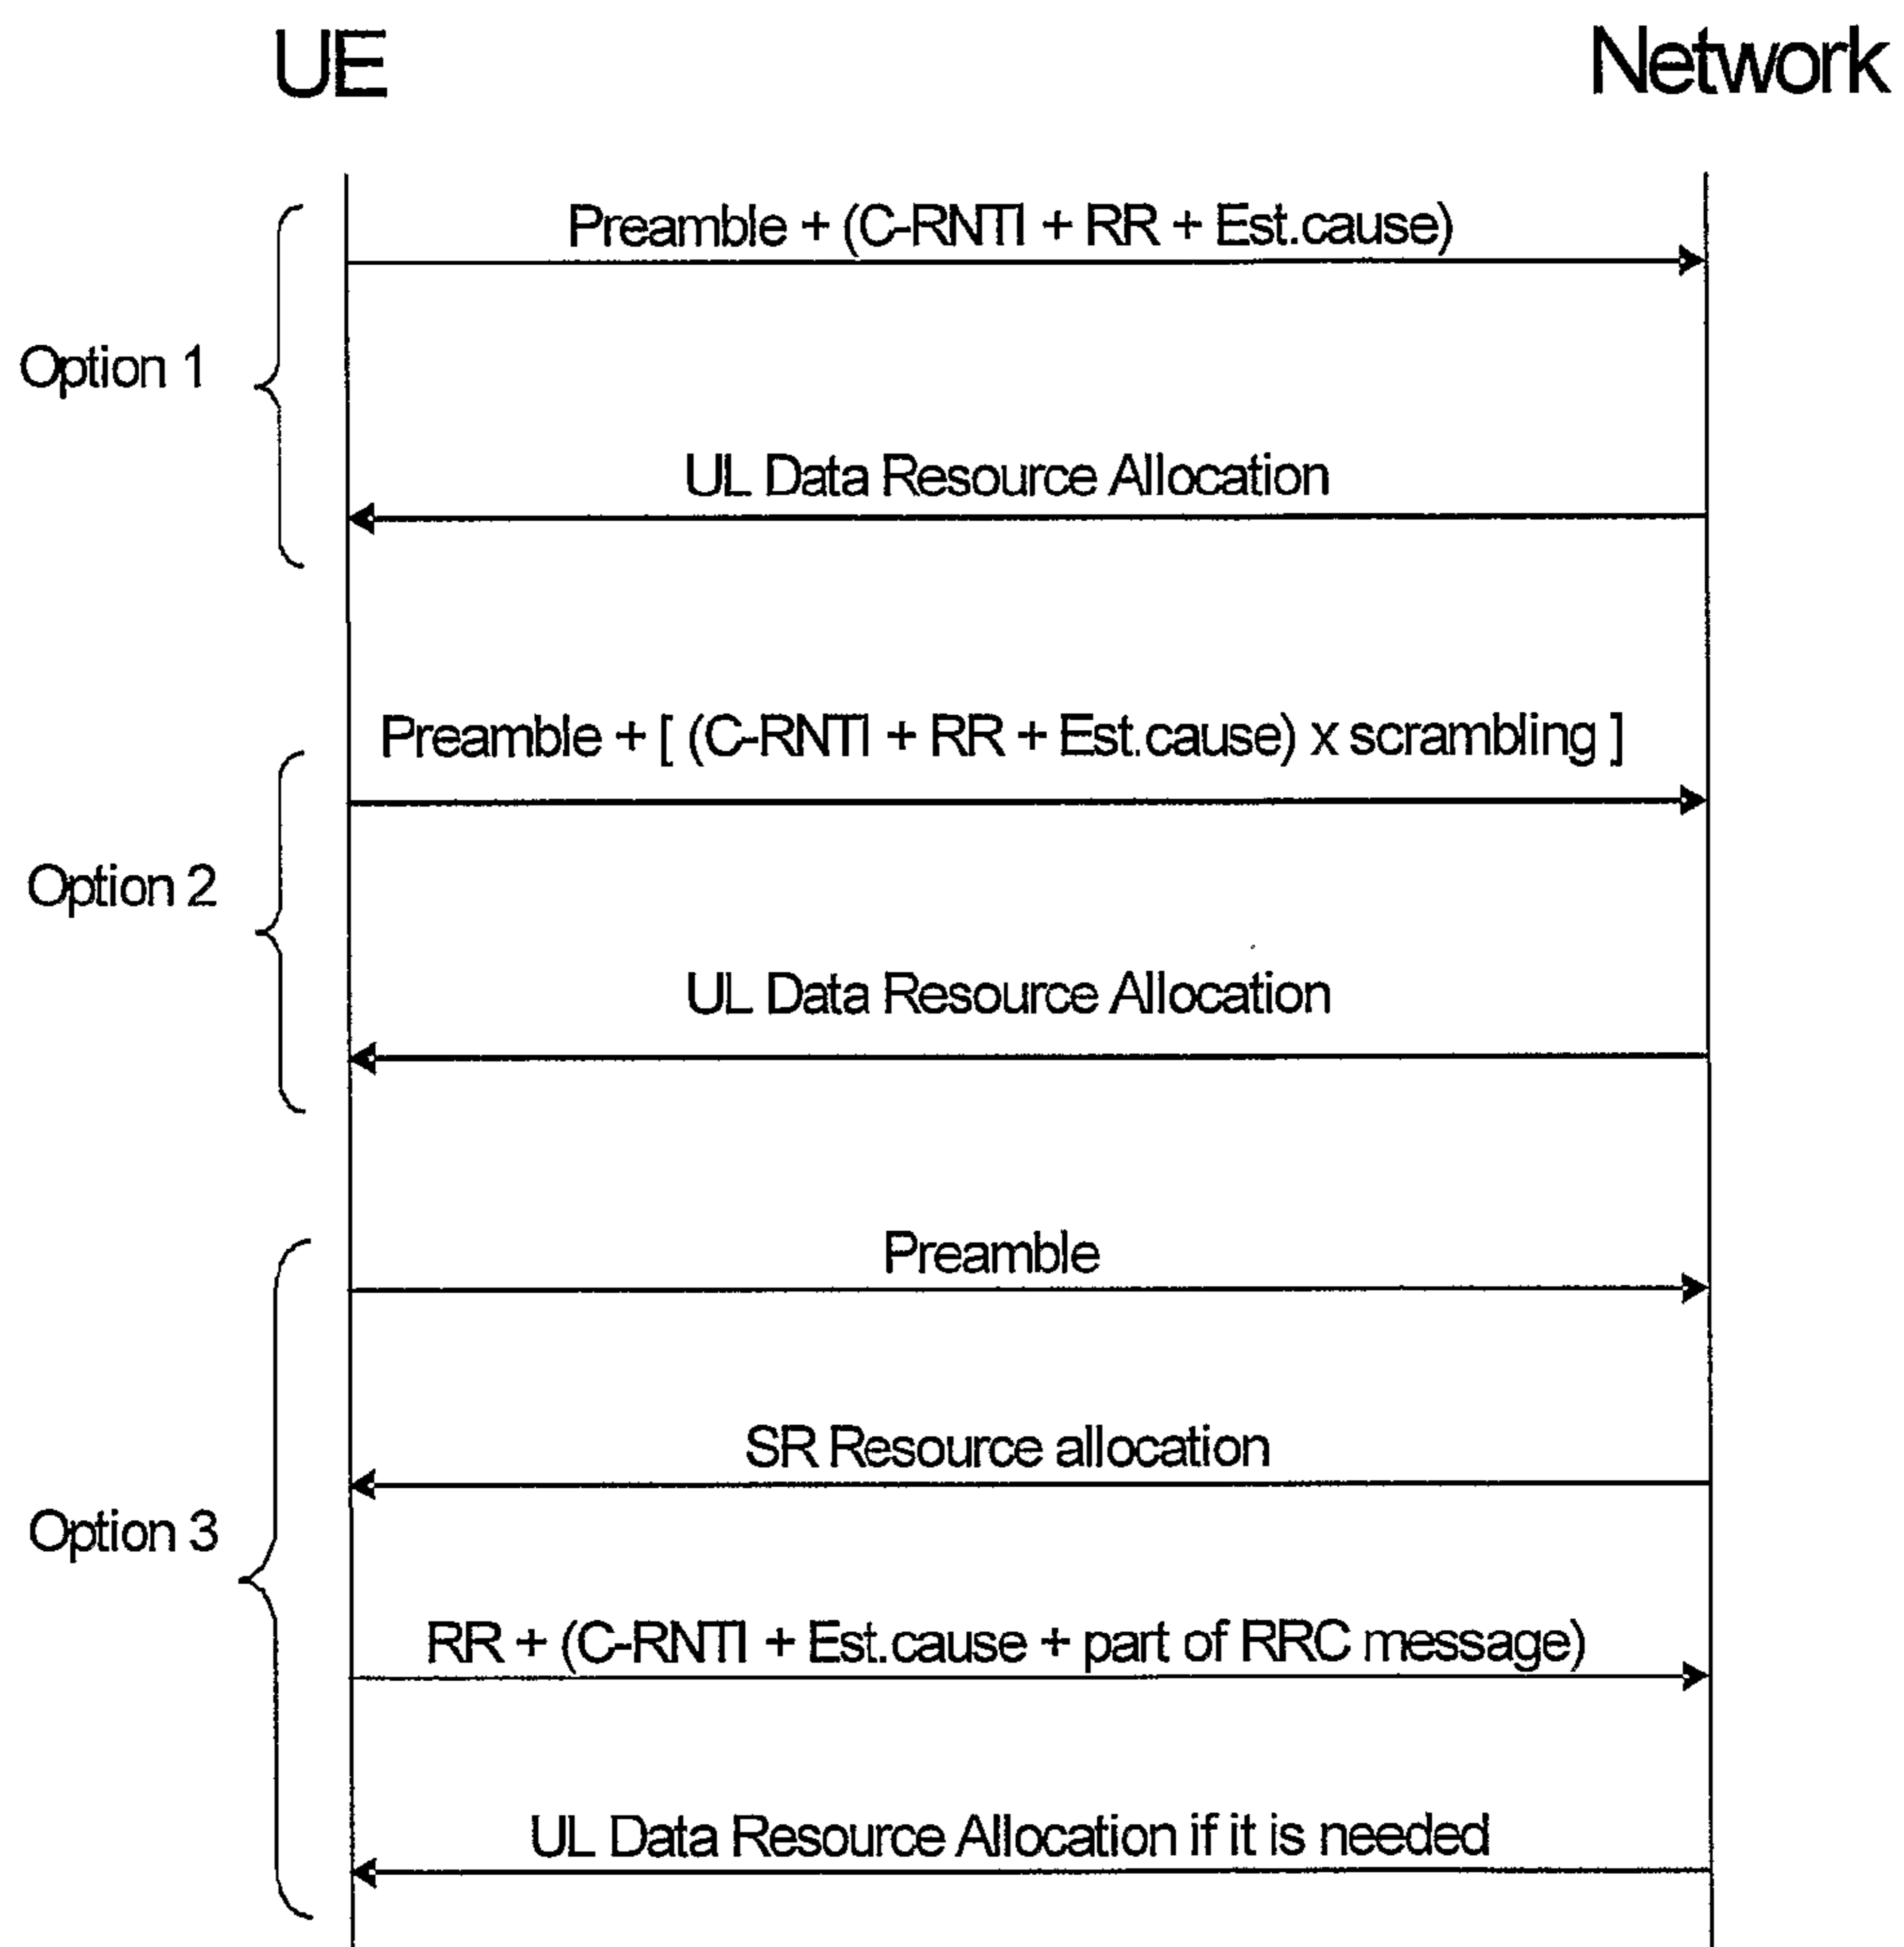 UE
Network
Preamble + (C-RNTI + RR + Est.cause)
Option 1
UL Data Resource Allocation
Preamble + [ (C-RNTI + RR + Est.cause) x scrambling ]
Option 2
UL Data Resource Allocation
Preamble
SR Resource allocation
Option 3
RR + (C-RNTI + Est.cause + part of RRC message)
UL Data Resource Allocation if it is needed